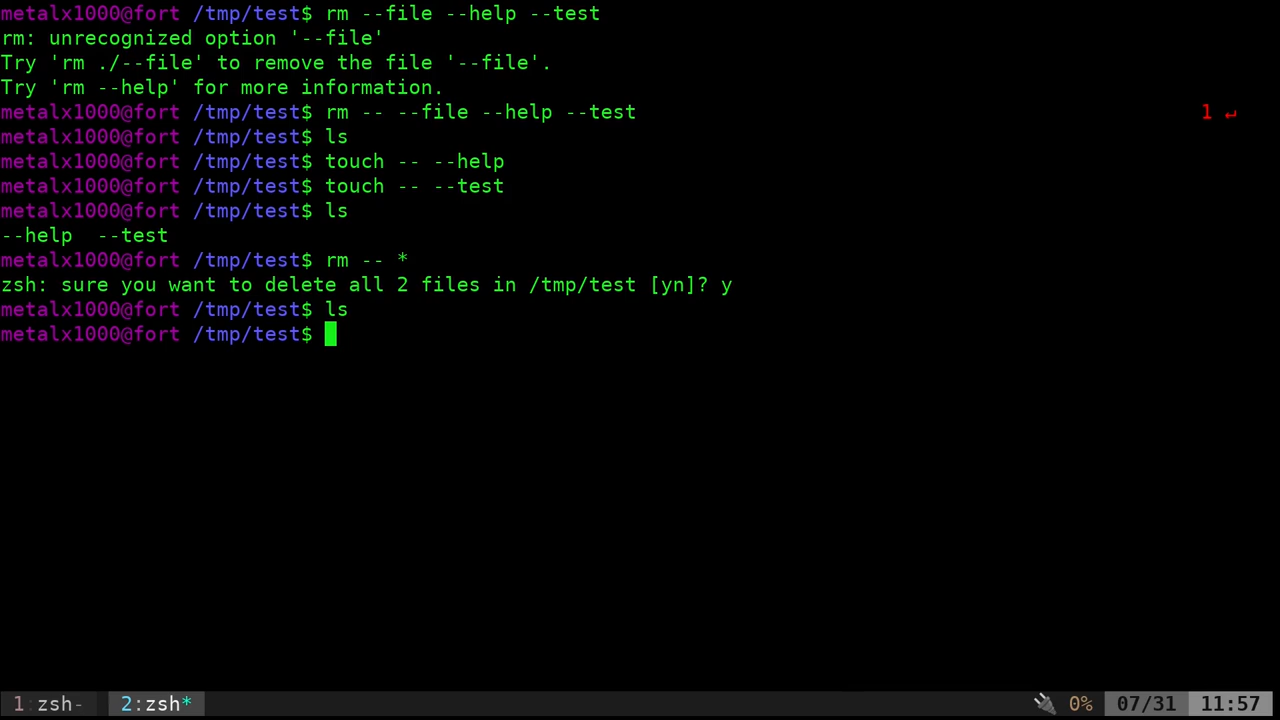 metalx1000@fort /tmp/test$ rm --file --help --test
rm: unrecognized option '--file'
Try 'rm ./--file' to remove the file '--file'.
Try 'rm --help' for more information.
metalx1000@fort /tmp/test$ rm -- --file --help --test 1 ↵
metalx1000@fort /tmp/test$ ls
metalx1000@fort /tmp/test$ touch -- --help
metalx1000@fort /tmp/test$ touch -- --test
metalx1000@fort /tmp/test$ ls
--help  --test
metalx1000@fort /tmp/test$ rm -- *
zsh: sure you want to delete all 2 files in /tmp/test [yn]? y
metalx1000@fort /tmp/test$ ls
metalx1000@fort /tmp/test$
1:zsh- 2:zsh* 🔌 0% 07/31 11:57